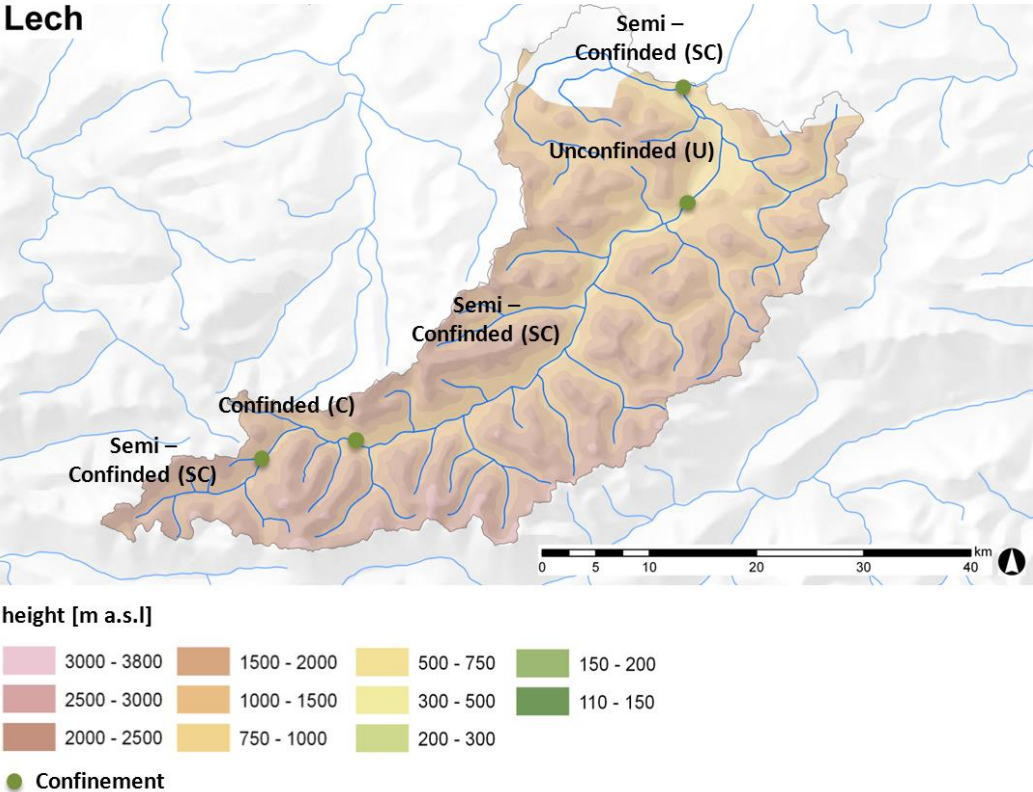 Lech
Semi –
Confinded (SC)
Unconfinded (U)
Semi –
Confinded (SC)
Confinded (C)
Semi –
Confinded (SC)
km
0 5 10 20 30 40
height [m a.s.l]
3000 - 3800 1500 - 2000 500 - 750 150 - 200
2500 - 3000 1000 - 1500 300 - 500 110 - 150
2000 - 2500 750 - 1000 200 - 300
Confinement